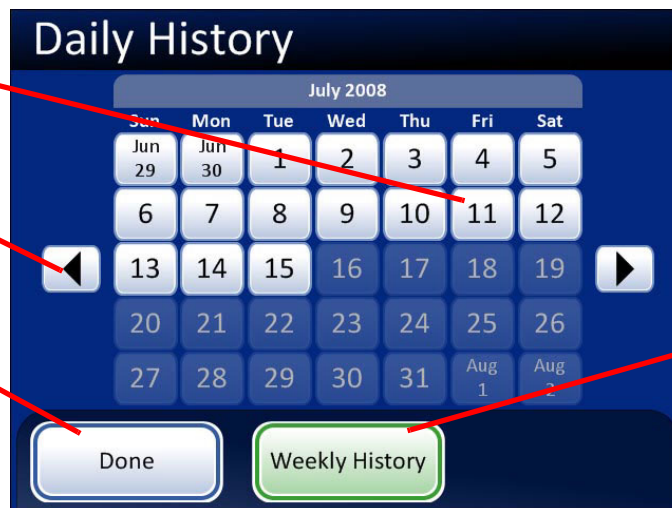 Daily History
July 2008
Sun Mon Tue Wed Thu Fri Sat
Jun 29 Jun 30 1 2 3 4 5
6 7 8 9 10 11 12
13 14 15 16 17 18 19
20 21 22 23 24 25 26
27 28 29 30 31 Aug 1 Aug 2
Done Weekly History